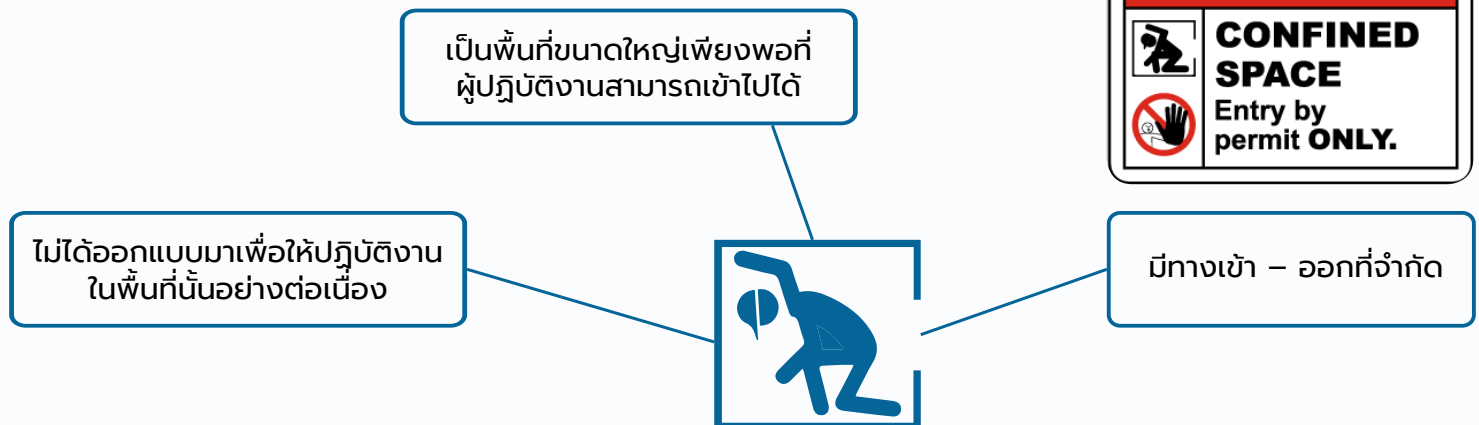 เป็นพื้นที่ขนาดใหญ่เพียงพอที่
ผู้ปฏิบัติงานสามารถเข้าไปได้
CONFINED
SPACE
Entry by
permit ONLY.
ไม่ได้ออกแบบมาเพื่อให้ปฏิบัติงาน
ในพื้นที่นั้นอย่างต่อเนื่อง
มีทางเข้า – ออกที่จำกัด